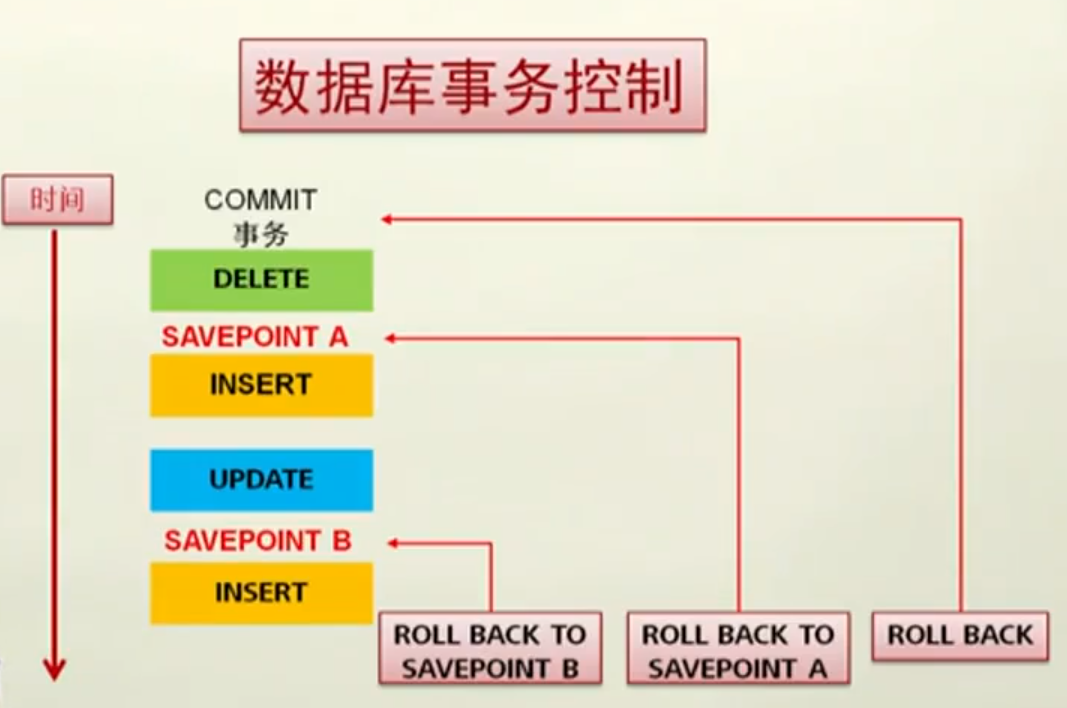 数据库事务控制
时间
COMMIT
事务
DELETE
SAVEPOINT A
INSERT
UPDATE
SAVEPOINT B
INSERT
ROLL BACK TO
SAVEPOINT B
ROLL BACK TO
SAVEPOINT A
ROLL BACK